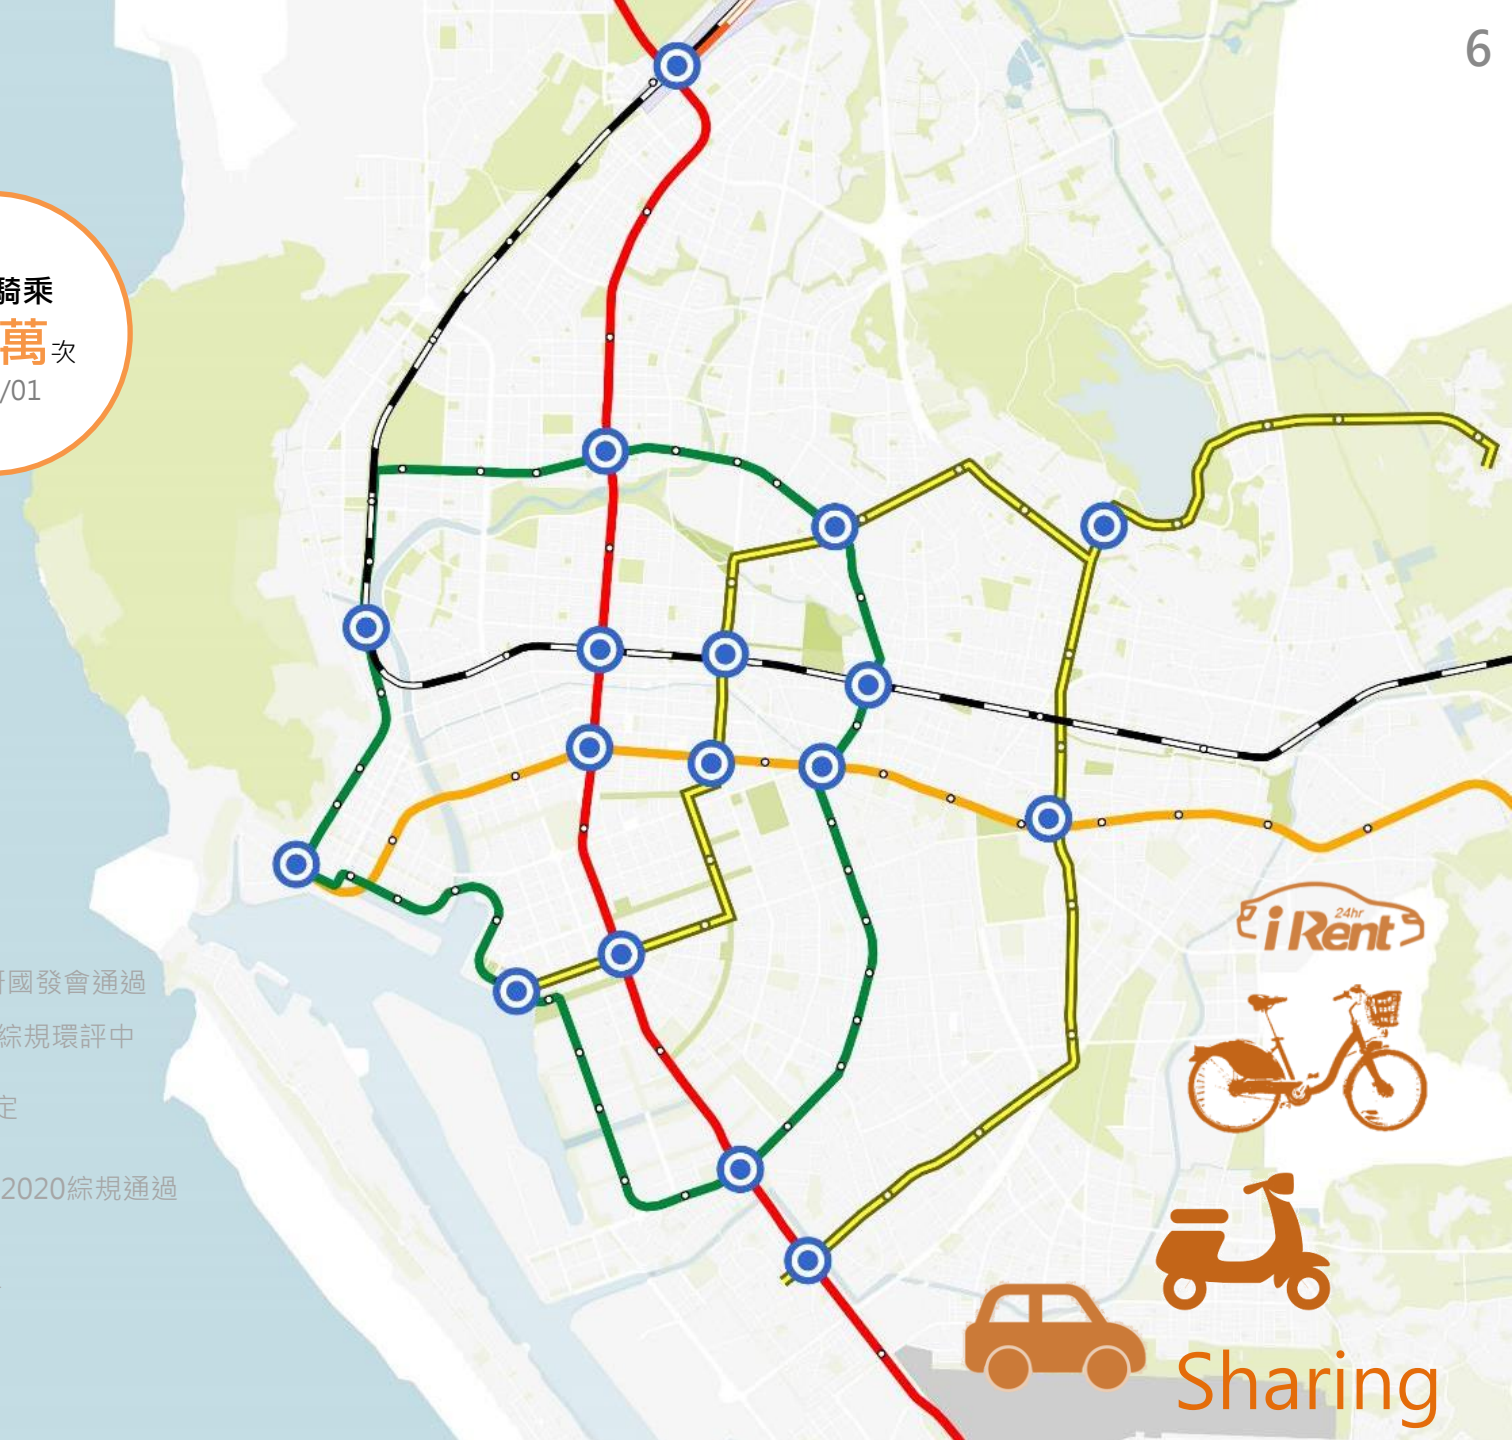 6
騎乘
萬次
/01
國發會通過
綜規環評中
定
2020綜規通過
24hr
iRent
Sharing